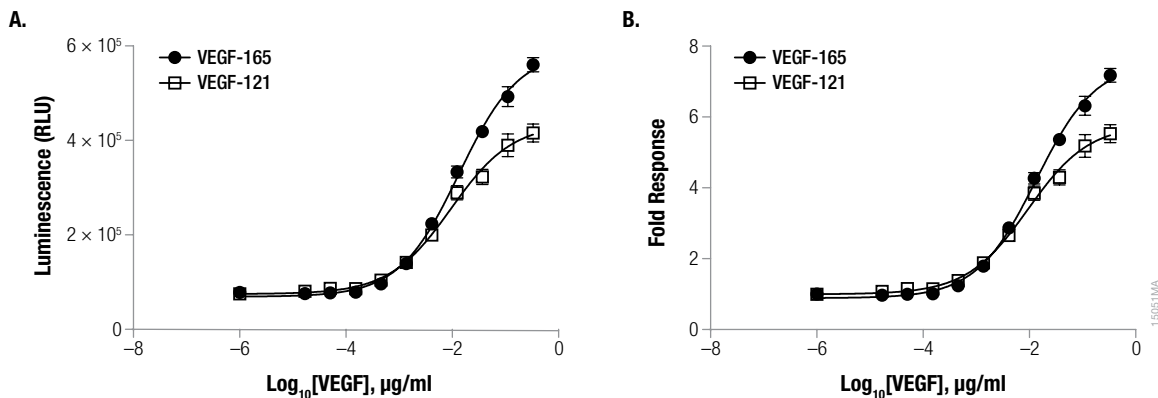 A.
6 × 10⁵
4 × 10⁵
2 × 10⁵
0
Luminescence (RLU)
VEGF-165
VEGF-121
–8
–6
–4
–2
0
Log₁₀[VEGF], µg/ml
B.
8
6
4
2
0
Fold Response
VEGF-165
VEGF-121
–8
–6
–4
–2
0
Log₁₀[VEGF], µg/ml
15051MA